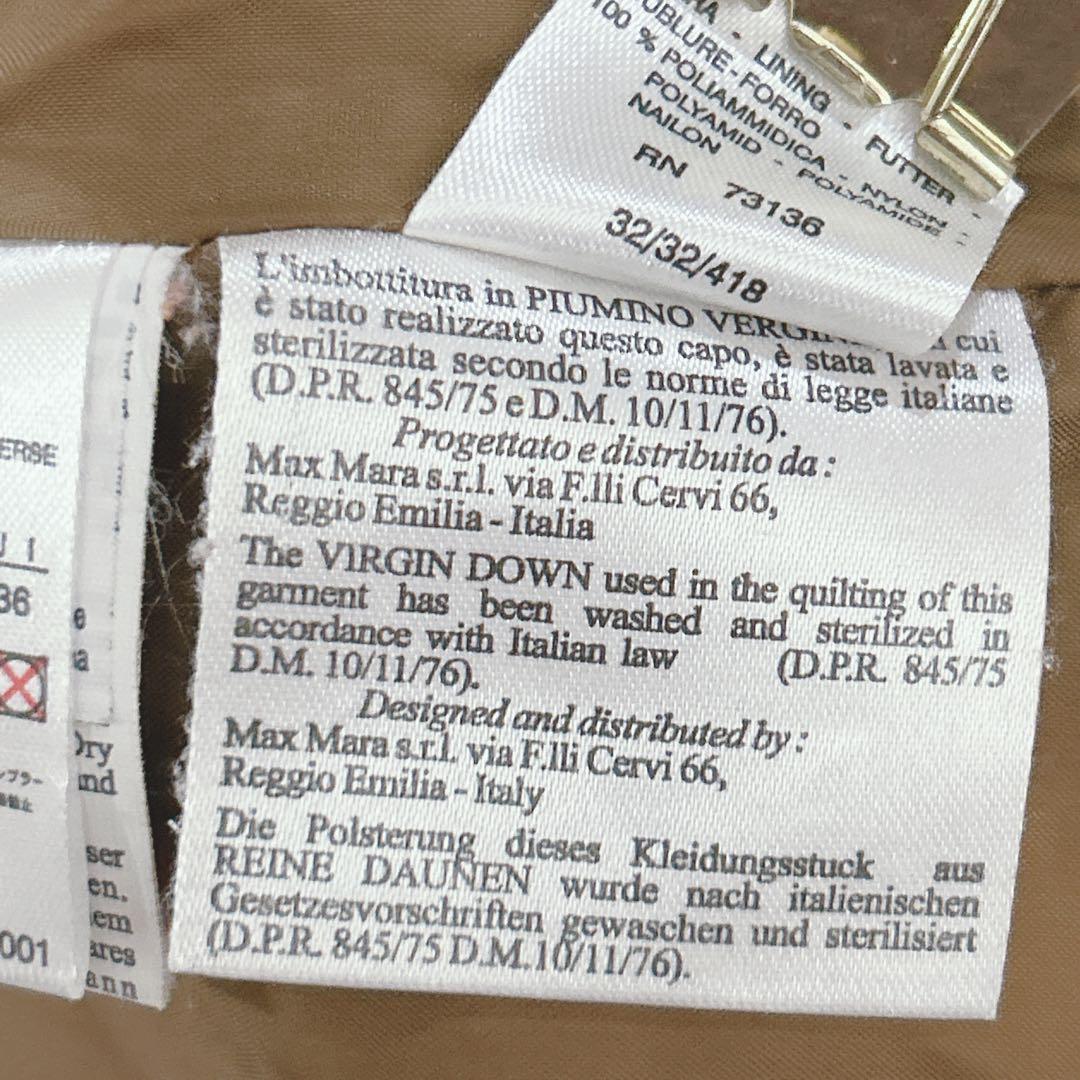 - LINING - FUTTER -
OUBLURE-FORRO
100 % POLIAMMIDICA - NYLON
POLYAMID - POLYAMIDE :
NAILON
RN 73136
32/32/418
L'imbottitura in PIUMINO cui
è stato realizzato questo capo, è stata lavata e
sterilizzata secondo le norme di legge italiane
(D.P.R. 845/75 e D.M. 10/11/76).
Progettato e distribuito da :
Max Mara s.r.l. via F.lli Cervi 66,
Reggio Emilia - Italia
The VIRGIN DOWN used in the quilting of this
garment has been washed and sterilized in
accordance with Italian law (D.P.R. 845/75
D.M. 10/11/76).
Designed and distributed by :
Max Mara s.r.l. via F.lli Cervi 66,
Reggio Emilia - Italy
Die Polsterung dieses Kleidungsstuck aus
REINE DAUNEN wurde nach italienischen
Gesetzesvorschriften gewaschen und sterilisiert
(D.P.R. 845/75 D.M.10/11/76).
ERSE
U 1
36
001
Dry
and
ser
en.
em
ares
ann